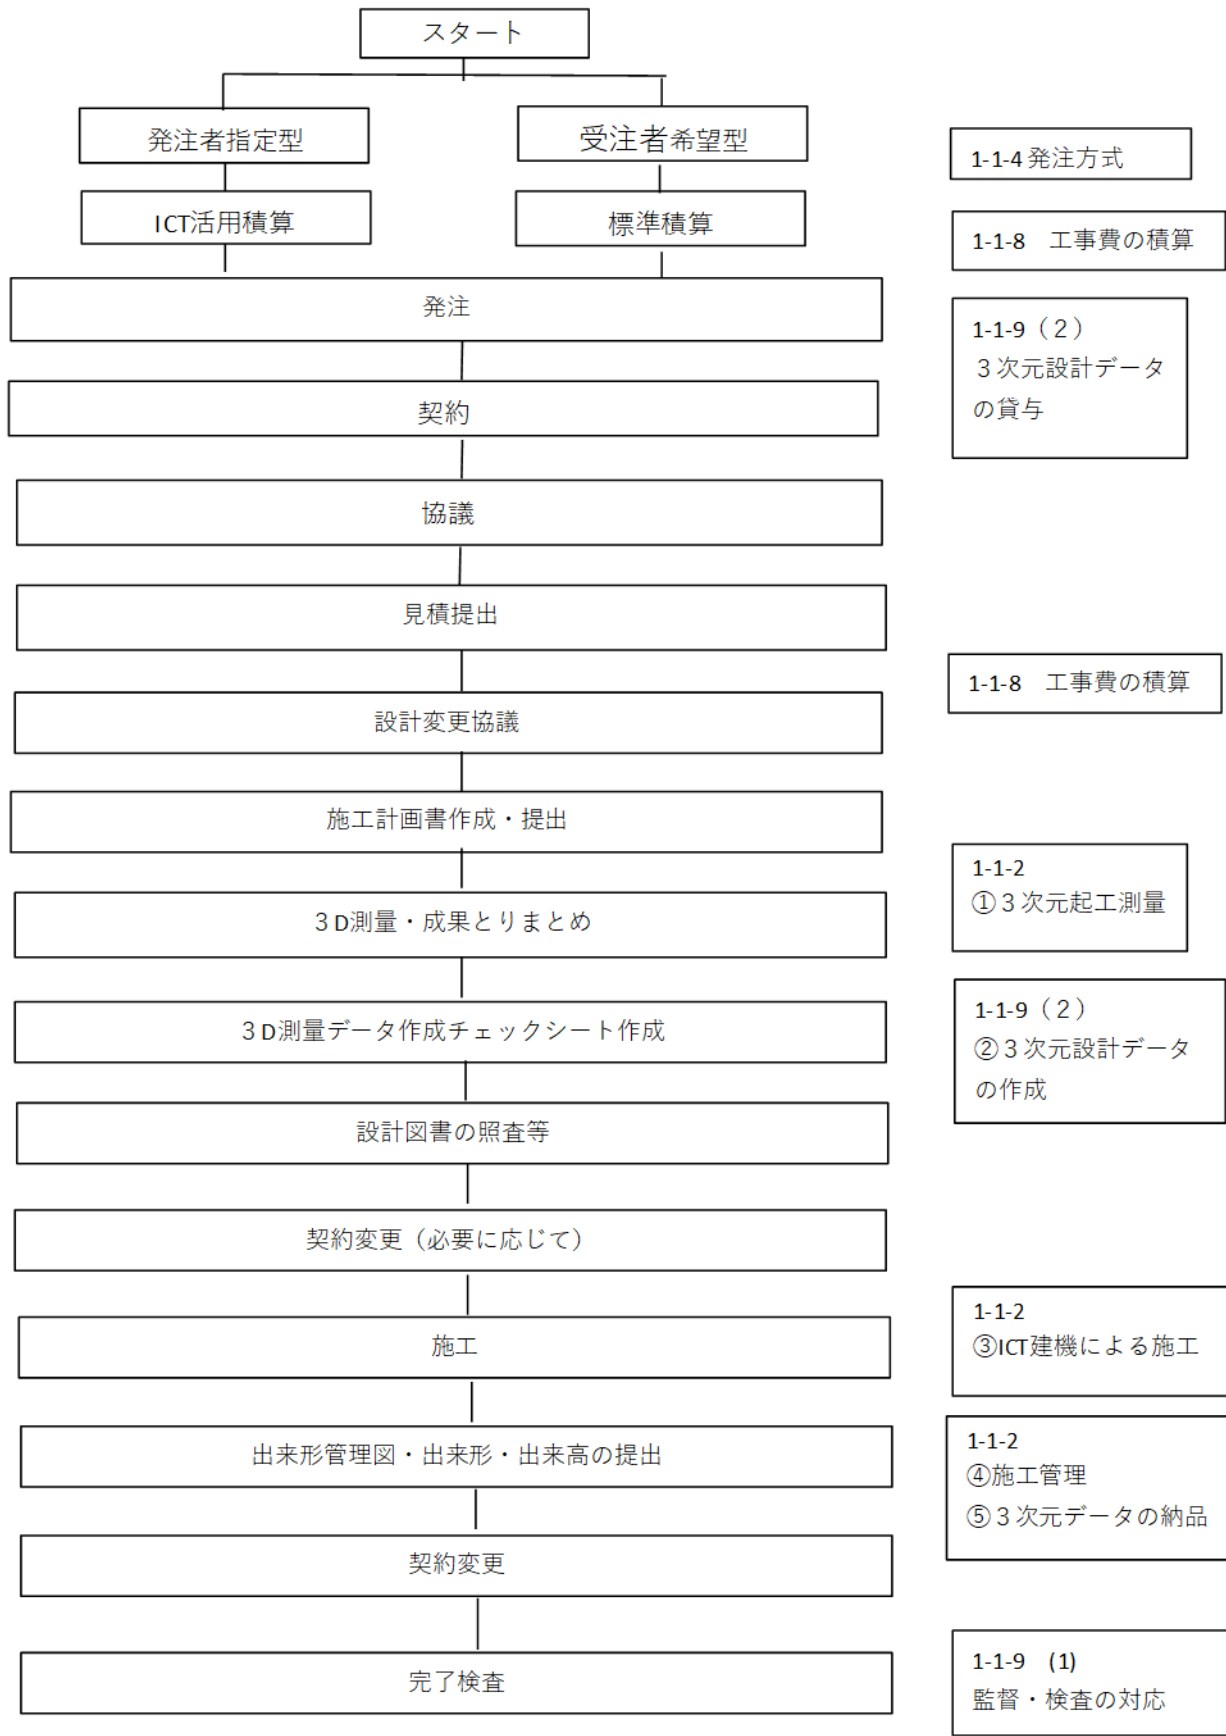 スタート
発注者指定型
受注者希望型
1-1-4 発注方式
ICT活用積算
標準積算
1-1-8　工事費の積算
発注
1-1-9（２）
３次元設計データ
の貸与
契約
協議
見積提出
1-1-8　工事費の積算
設計変更協議
施工計画書作成・提出
1-1-2
①３次元起工測量
３D測量・成果とりまとめ
1-1-9（２）
②３次元設計データ
の作成
３D測量データ作成チェックシート作成
設計図書の照査等
契約変更（必要に応じて）
1-1-2
③ICT建機による施工
施工
1-1-2
④施工管理
⑤３次元データの納品
出来形管理図・出来形・出来高の提出
契約変更
1-1-9　(1)
監督・検査の対応
完了検査